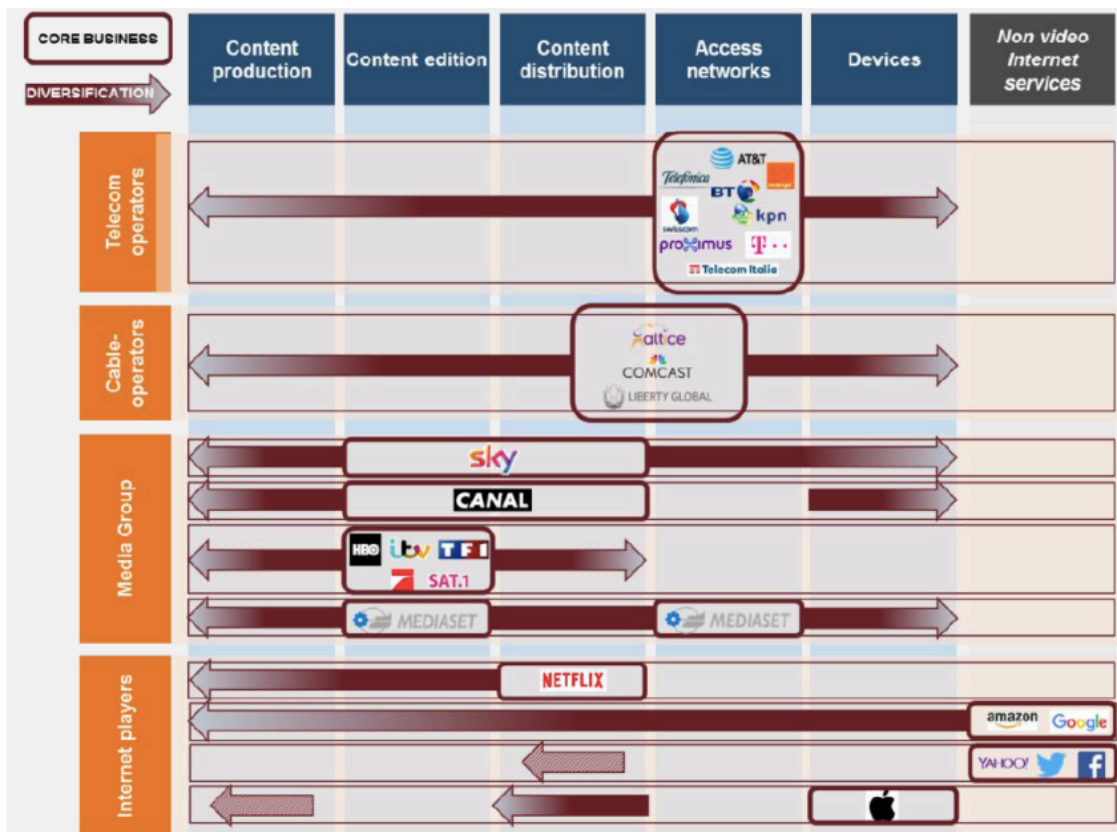 CORE BUSINESS
DIVERSIFICATION
Content
production
Content edition
Content
distribution
Access
networks
Devices
Non video
Internet
services
Telecom
operators
AT&T
Telefónica
orange
BT
swisscom
kpn
proximus
T
Telecom Italia
Cable-
operators
altice
COMCAST
LIBERTY GLOBAL
Media Group
sky
CANAL
HBO itv TF1
SAT.1
MEDIASET
MEDIASET
Internet players
NETFLIX
amazon Google
YAHOO! f